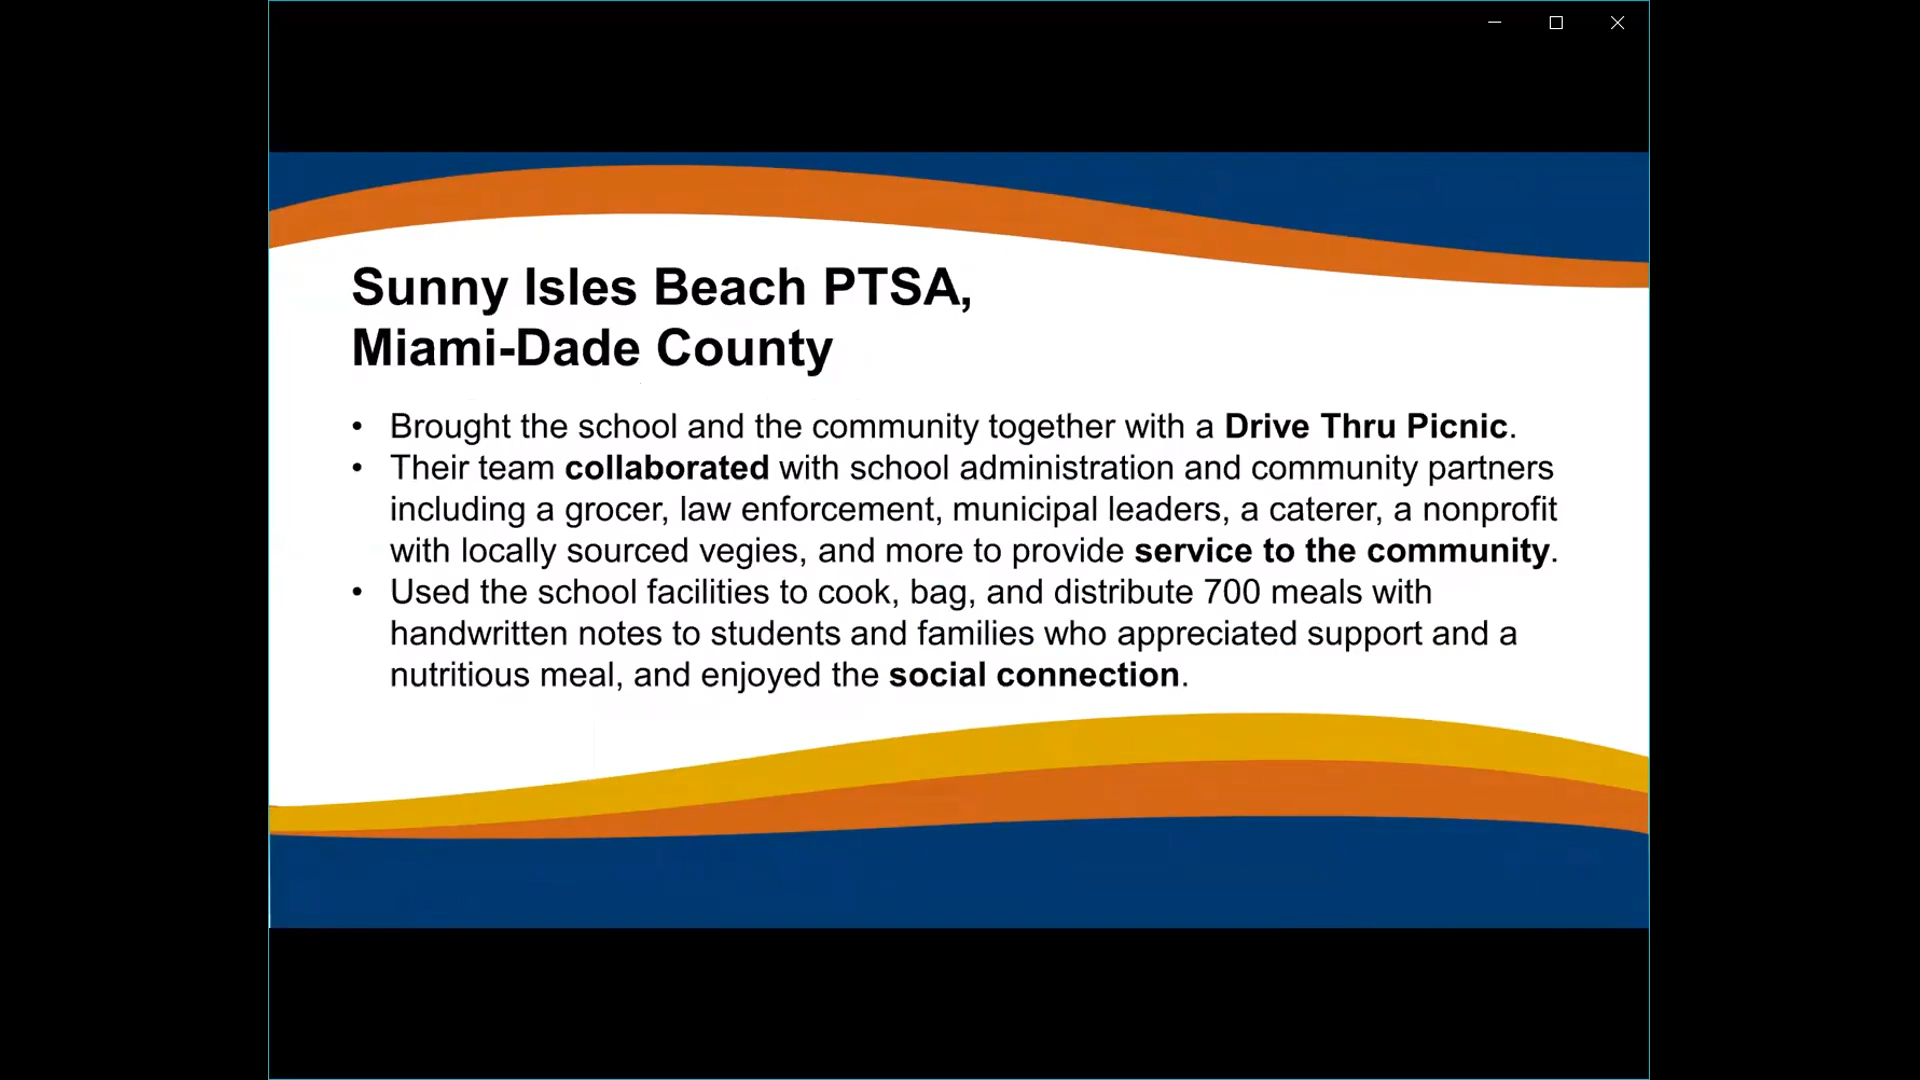 Sunny Isles Beach PTSA,
Miami-Dade County
• Brought the school and the community together with a Drive Thru Picnic.
• Their team collaborated with school administration and community partners
including a grocer, law enforcement, municipal leaders, a caterer, a nonprofit
with locally sourced vegies, and more to provide service to the community.
• Used the school facilities to cook, bag, and distribute 700 meals with
handwritten notes to students and families who appreciated support and a
nutritious meal, and enjoyed the social connection.